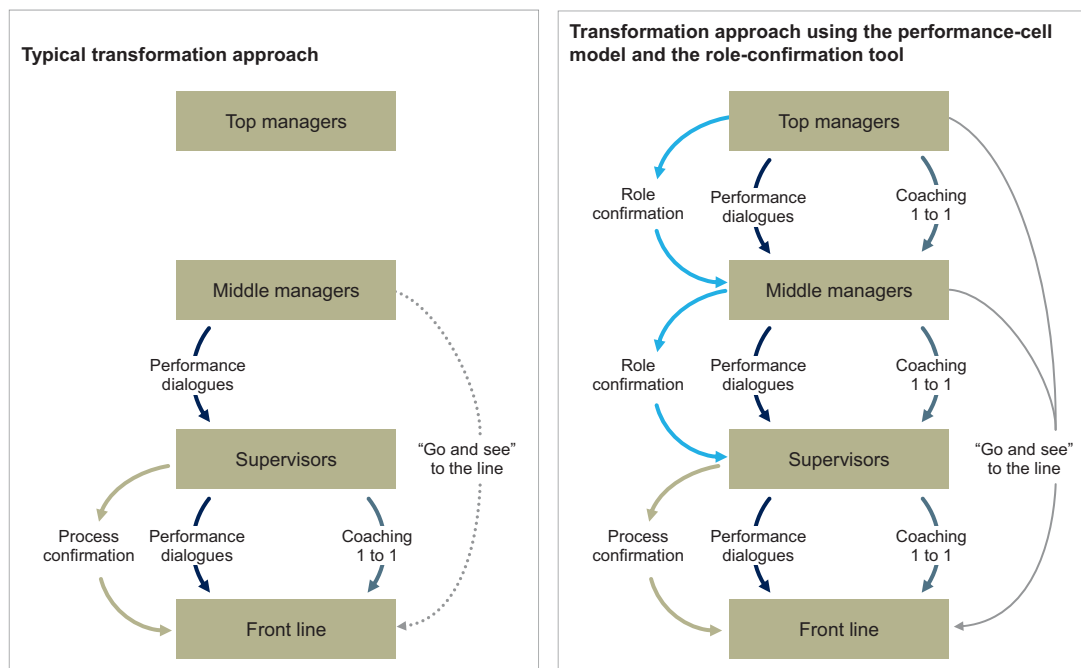 Typical transformation approach
Top managers
Middle managers
Performance
dialogues
“Go and see”
to the line
Supervisors
Process
confirmation
Performance
dialogues
Coaching
1 to 1
Front line
Transformation approach using the performance-cell
model and the role-confirmation tool
Top managers
Role
confirmation
Performance
dialogues
Coaching
1 to 1
Middle managers
Role
confirmation
Performance
dialogues
Coaching
1 to 1
“Go and see”
to the line
Supervisors
Process
confirmation
Performance
dialogues
Coaching
1 to 1
Front line